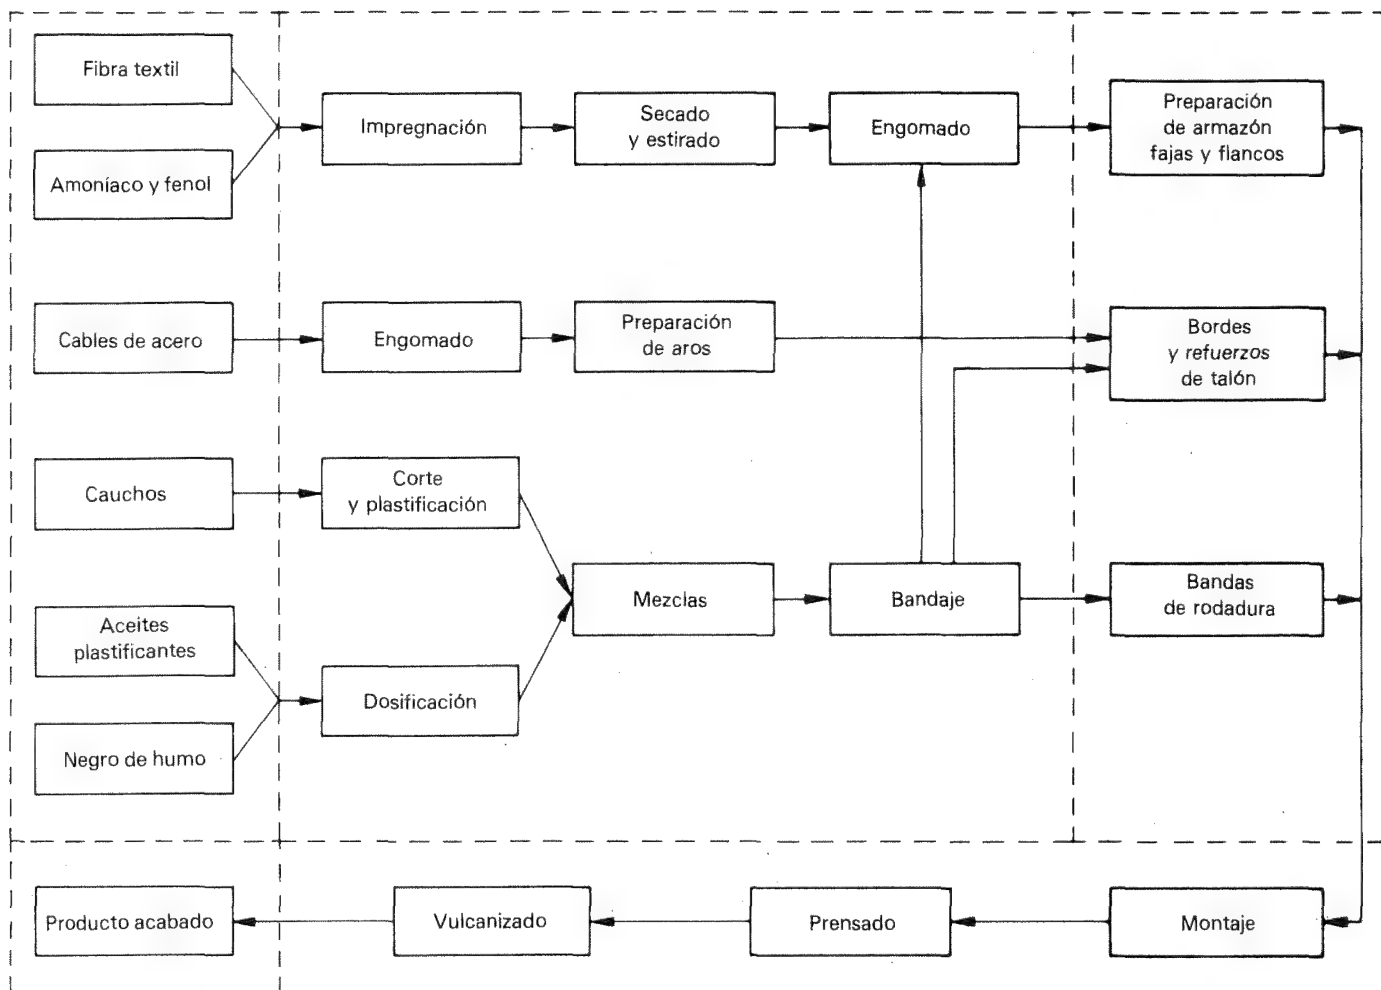 Fibra textil
Amoníaco y fenol
Impregnación
Secado
y estirado
Engomado
Preparación
de armazón
fajas y flancos
Cables de acero
Engomado
Preparación
de aros
Bordes
y refuerzos
de talón
Cauchos
Corte
y plastificación
Aceites
plastificantes
Negro de humo
Dosificación
Mezclas
Bandaje
Bandas
de rodadura
Producto acabado
Vulcanizado
Prensado
Montaje